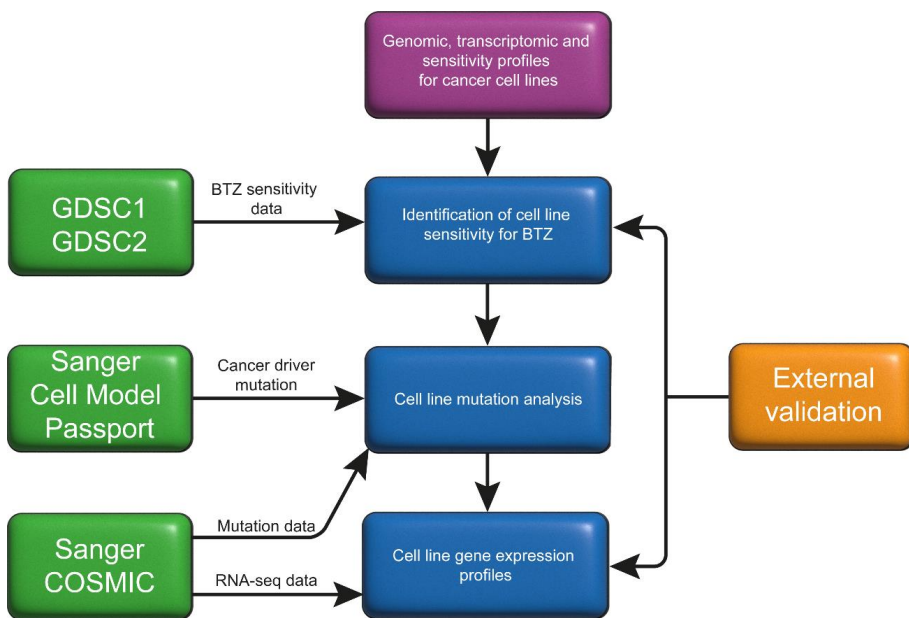 Genomic, transcriptomic and
sensitivity profiles
for cancer cell lines
GDSC1
GDSC2
BTZ sensitivity
data
Identification of cell line
sensitivity for BTZ
Sanger
Cell Model
Passport
Cancer driver
mutation
Cell line mutation analysis
External
validation
Sanger
COSMIC
Mutation data
RNA-seq data
Cell line gene expression
profiles